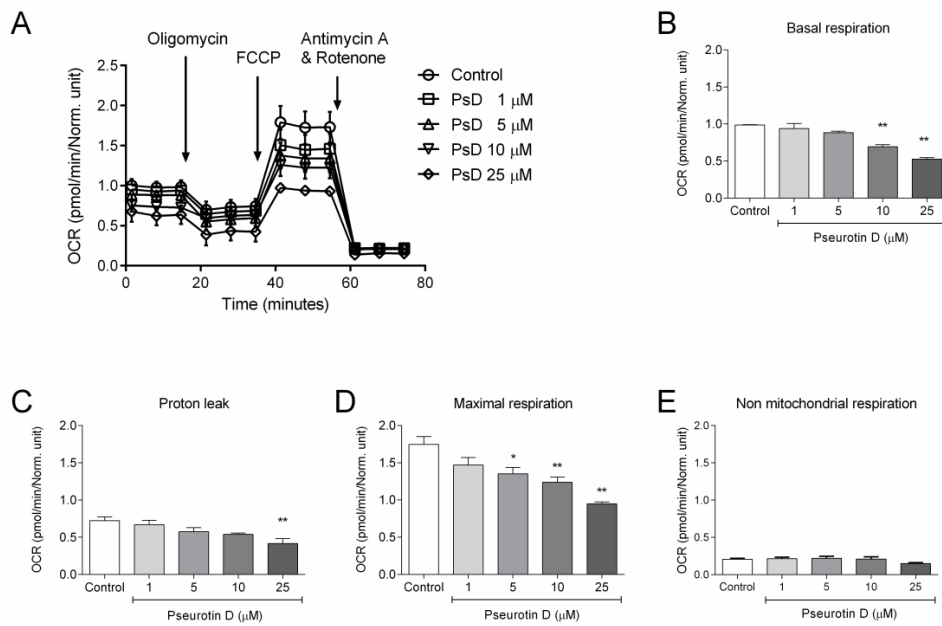 A
Oligomycin
FCCP
Antimycin A
& Rotenone
OCR (pmol/min/Norm. unit)
2.5
2.0
1.5
1.0
0.5
0.0
0 20 40 60 80
Time (minutes)
Control
PsD 1 μM
PsD 5 μM
PsD 10 μM
PsD 25 μM
B
Basal respiration
OCR (pmol/min/Norm. unit)
2.0
1.5
1.0
0.5
0.0
** **
Control 1 5 10 25
Pseurotin D (μM)
C
Proton leak
OCR (pmol/min/Norm. unit)
2.0
1.5
1.0
0.5
0.0
**
Control 1 5 10 25
Pseurotin D (μM)
D
Maximal respiration
OCR (pmol/min/Norm. unit)
2.0
1.5
1.0
0.5
0.0
* ** **
Control 1 5 10 25
Pseurotin D (μM)
E
Non mitochondrial respiration
OCR (pmol/min/Norm. unit)
2.0
1.5
1.0
0.5
0.0
Control 1 5 10 25
Pseurotin D (μM)